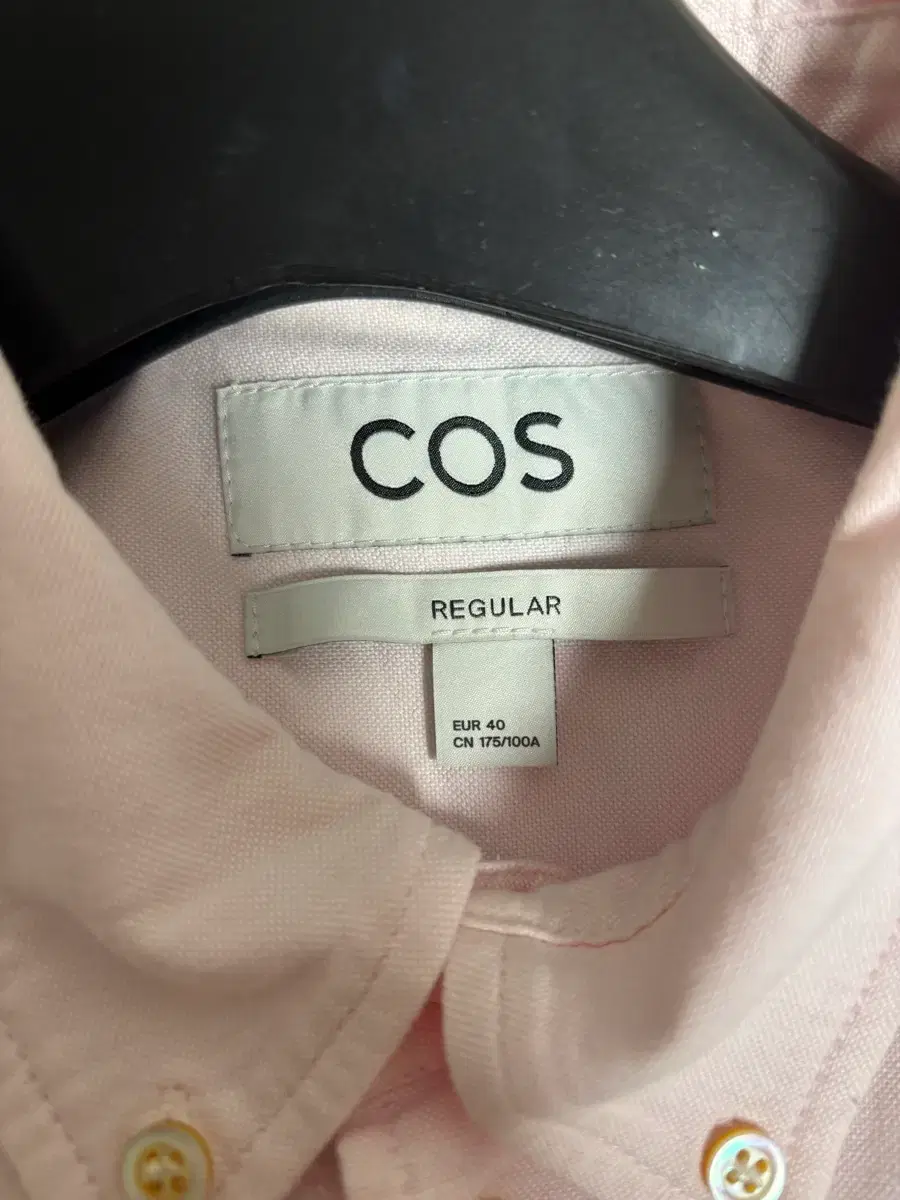 COS
REGULAR
EUR 40
CN 175/100A